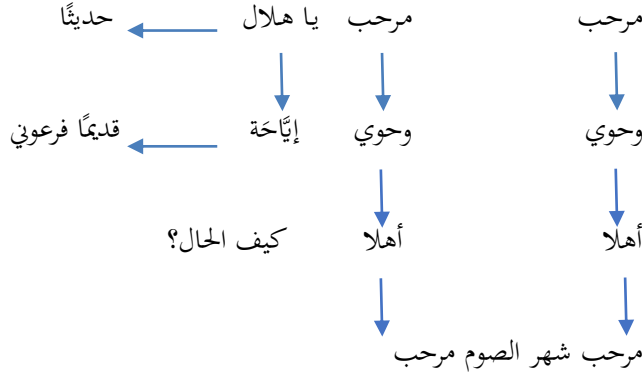 مرحب مرحب يا هلال حديثًا
وحوي وحوي إيَّاحَة قديمًا فرعوني
أهلا أهلا كيف الحال؟
مرحب شهر الصوم مرحب